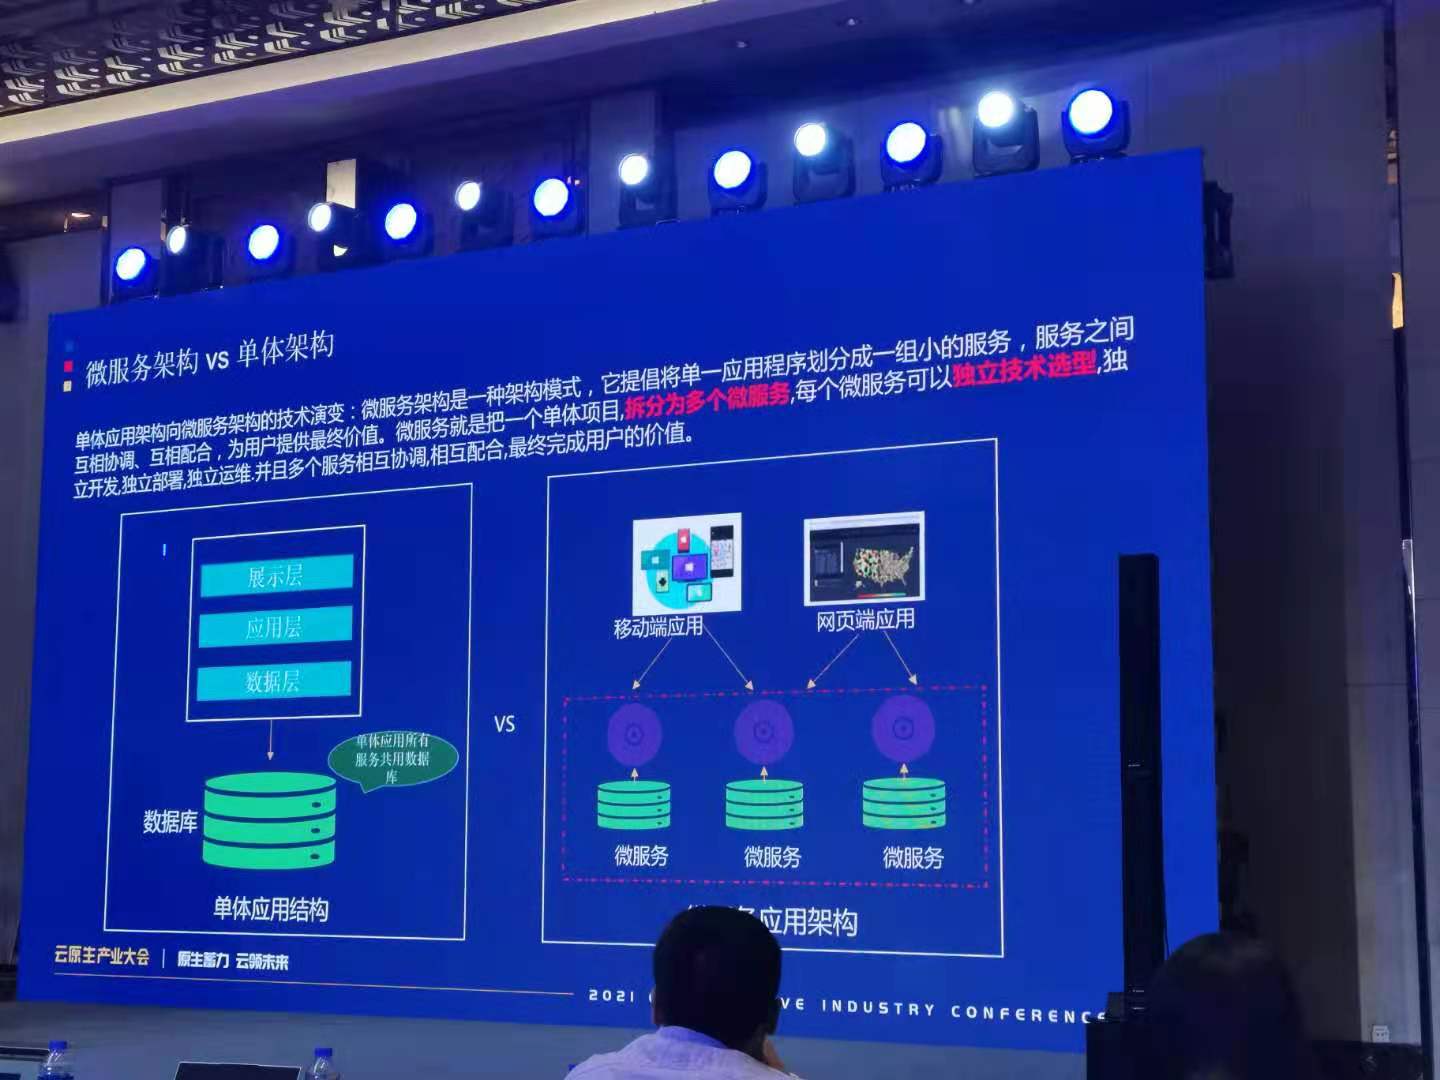 微服务架构 VS 单体架构
单体应用架构向微服务架构的技术演变：微服务架构是一种架构模式，它提倡将单一应用程序划分成一组小的服务，服务之间
互相协调、互相配合，为用户提供最终价值。微服务就是把一个单体项目,拆分为多个微服务,每个微服务可以独立技术选型,独
立开发,独立部署,独立运维.并且多个服务相互协调,相互配合,最终完成用户的价值。
展示层
应用层
数据层
单体应用所有
服务共用数据
库
数据库
单体应用结构
VS
移动端应用
网页端应用
微服务
微服务
微服务
应用架构
云原生产业大会 | 原生蓄力 云领未来
2021 INDUSTRY CONFERENCE